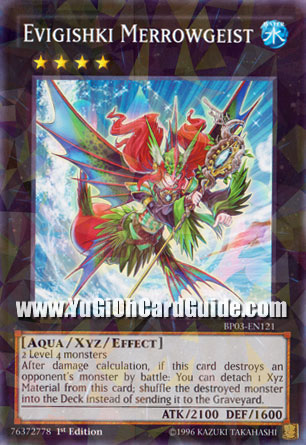 Evigishki Merrowgeist
WATER
水
www.YuGiOhCardGuide.com
BP03-EN121
[Aqua/Xyz/Effect]
2 Level 4 monsters
After damage calculation, if this card destroyed an
opponent's monster by battle: You can detach 1 Xyz
Material from this card; shuffle the destroyed monster
into the Deck instead of sending it to the Graveyard.
ATK/2100 DEF/1600
76372778 1st Edition ©1996 KAZUKI TAKAHASHI